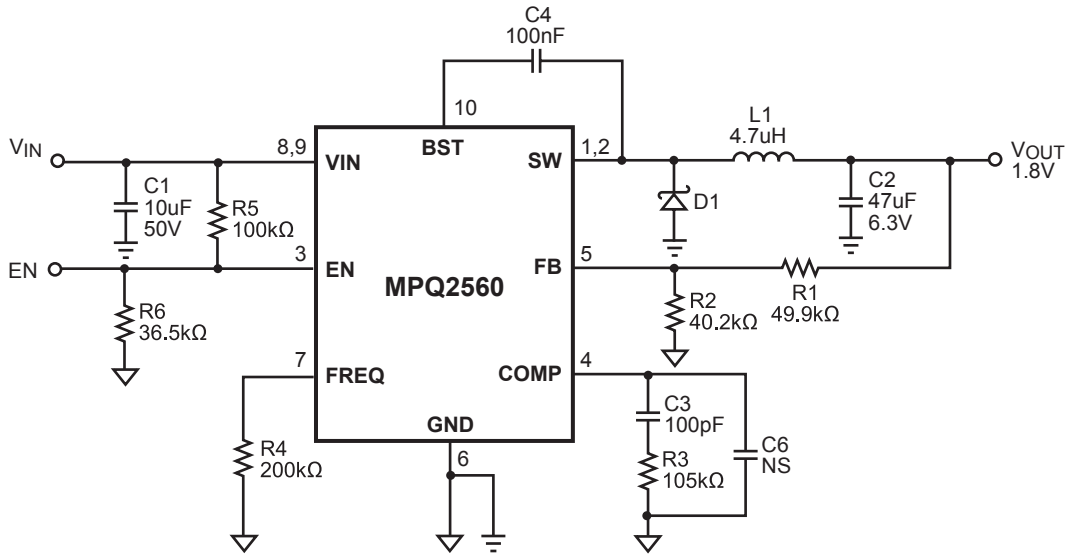 C4
100nF
10
L1
4.7uH
VIN
8,9
VIN
BST
SW
1,2
VOUT
1.8V
C1
10uF
50V
R5
100kΩ
D1
C2
47uF
6.3V
EN
3
EN
FB
5
MPQ2560
R6
36.5kΩ
R2
40.2kΩ
R1
49.9kΩ
7
FREQ
COMP
4
GND
C3
100pF
R4
200kΩ
6
R3
105kΩ
C6
NS